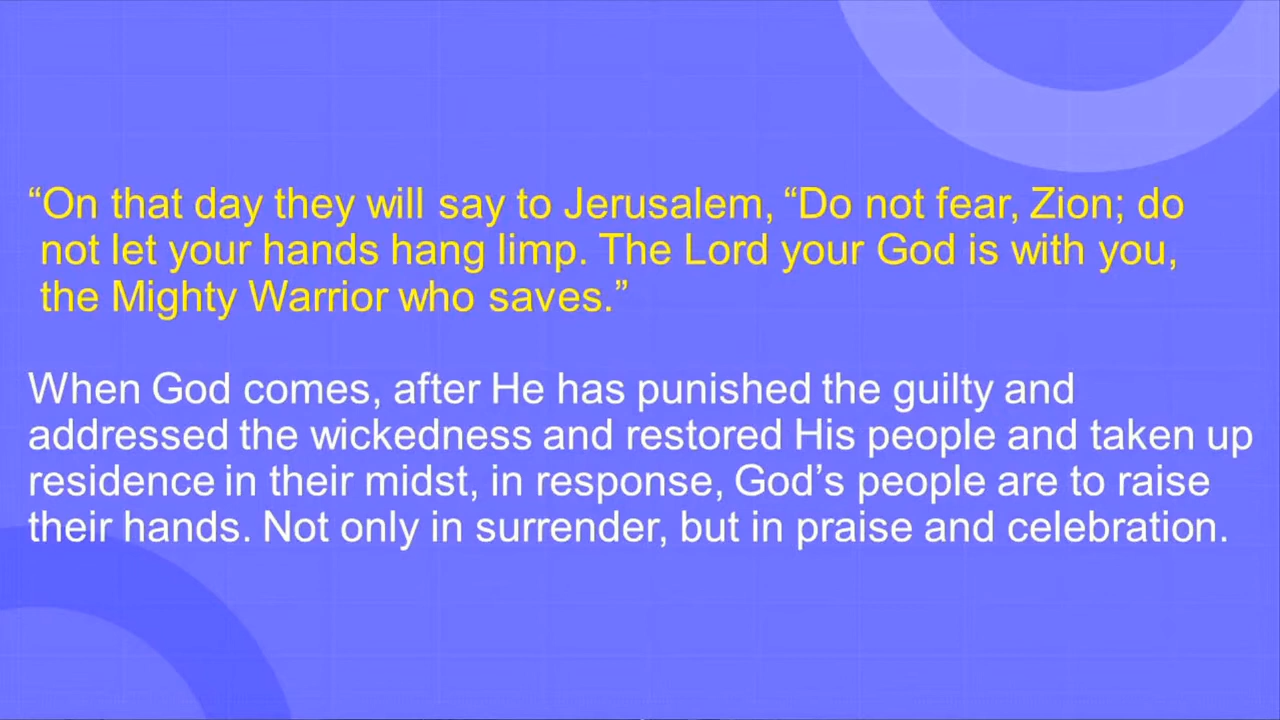 “On that day they will say to Jerusalem, “Do not fear, Zion; do
not let your hands hang limp. The Lord your God is with you,
the Mighty Warrior who saves.”
When God comes, after He has punished the guilty and
addressed the wickedness and restored His people and taken up
residence in their midst, in response, God’s people are to raise
their hands. Not only in surrender, but in praise and celebration.